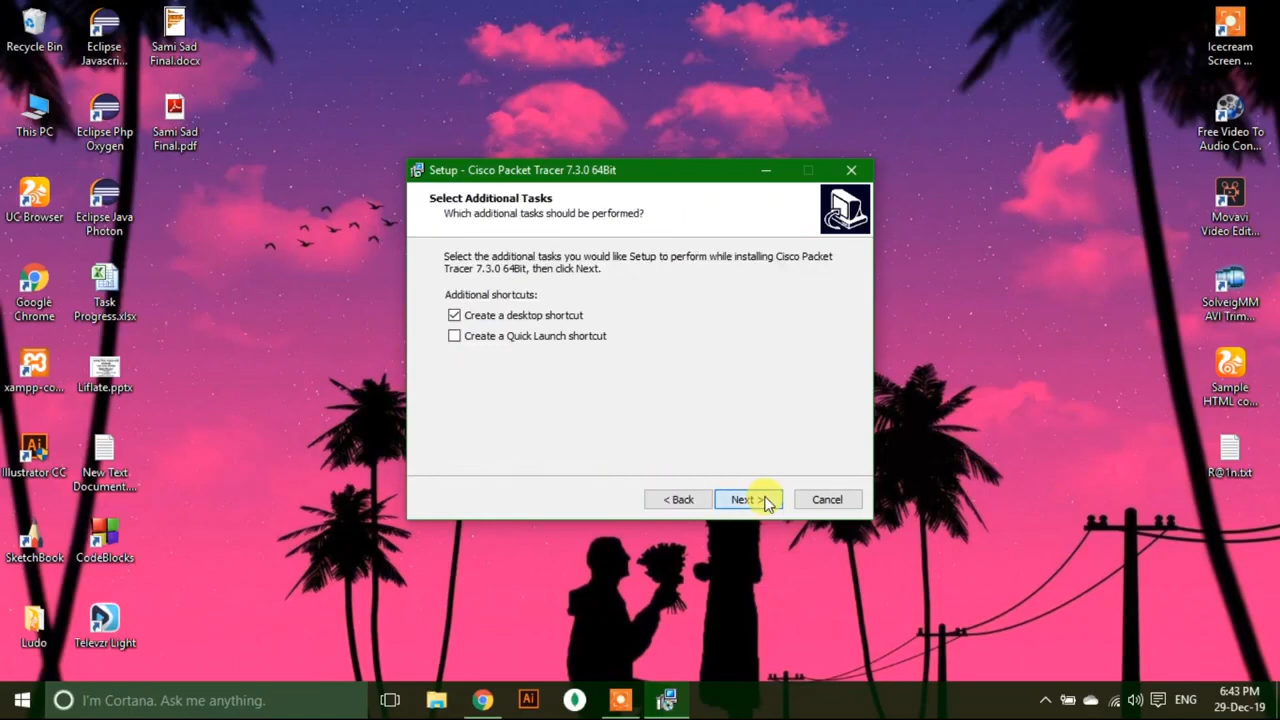 Recycle Bin
Eclipse
Javascri...
Sami Sad
Final.docx
This PC
Eclipse Php
Oxygen
Sami Sad
Final.pdf
UC Browser
Eclipse Java
Photon
Google
Chrome
Task
Progress.xlsx
xampp-co...
Liflate.pptx
Ai
Illustrator CC
New Text
Document....
SketchBook
CodeBlocks
Ludo
Televzr Light
Setup - Cisco Packet Tracer 7.3.0 64Bit
Select Additional Tasks
Which additional tasks should be performed?
Select the additional tasks you would like Setup to perform while installing Cisco Packet
Tracer 7.3.0 64Bit, then click Next.
Additional shortcuts:
Create a desktop shortcut
Create a Quick Launch shortcut
< Back
Next >
Cancel
Icecream
Screen ...
Free Video To
Audio Con...
Movavi
Video Edit...
SolveigMM
AVI Trim...
Sample
HTML co...
R@1n.txt
I'm Cortana. Ask me anything.
Ai
ENG
6:43 PM
29-Dec-19